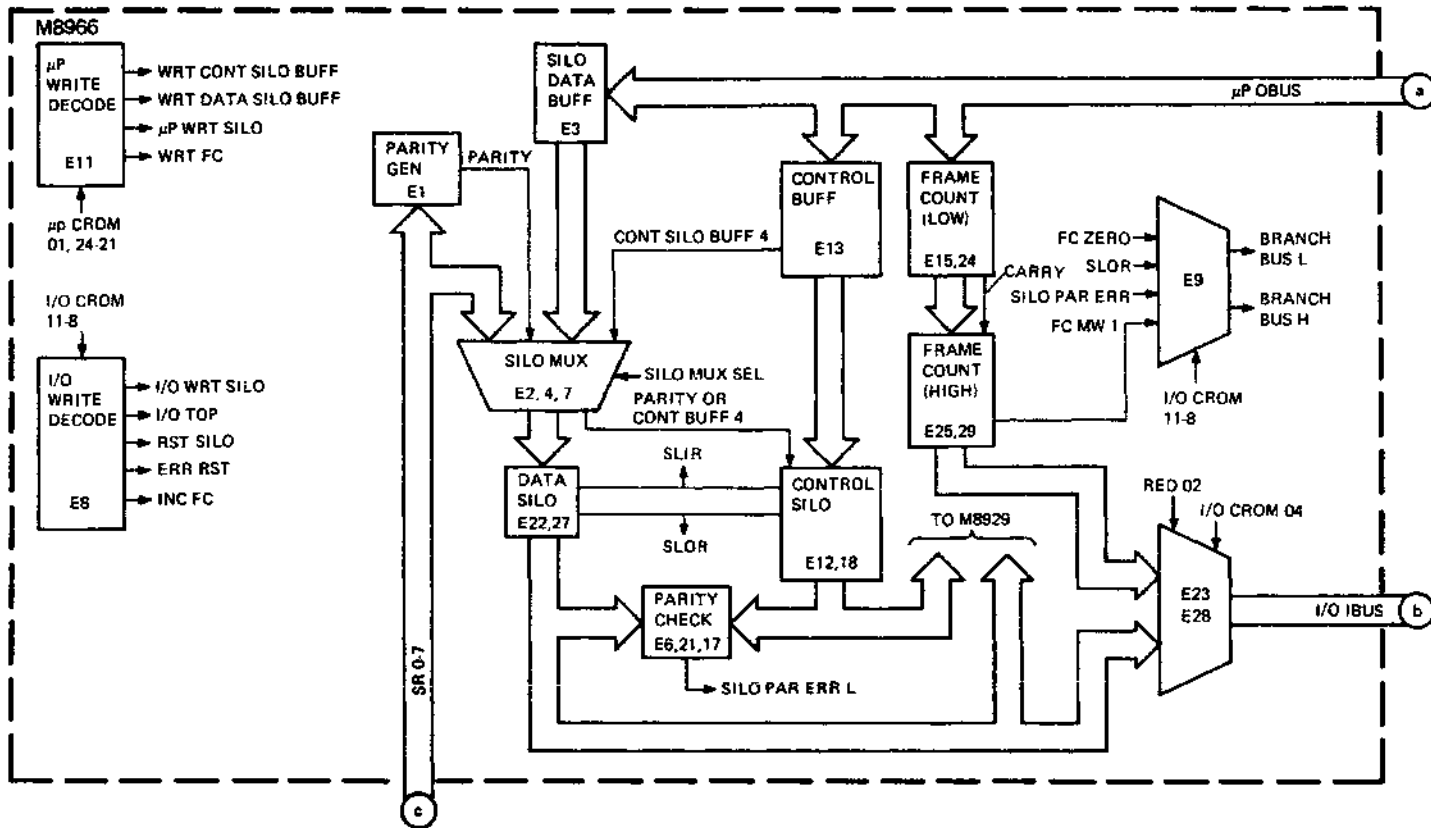 M8966
μP
WRITE
DECODE
E11
WRT CONT SILO BUFF
WRT DATA SILO BUFF
μP WRT SILO
WRT FC
μp CROM
01, 24-21
I/O CROM
11-8
I/O
WRITE
DECODE
E8
I/O WRT SILO
I/O TOP
RST SILO
ERR RST
INC FC
PARITY
GEN
E1
PARITY
SILO
DATA
BUFF
E3
μP OBUS
a
CONTROL
BUFF
E13
CONT SILO BUFF 4
FRAME
COUNT
(LOW)
E15,24
CARRY
FC ZERO
SLOR
SILO PAR ERR
FC MW 1
E9
BRANCH
BUS L
BRANCH
BUS H
I/O CROM
11-8
SILO MUX
E2, 4, 7
SILO MUX SEL
PARITY OR
CONT BUFF 4
FRAME
COUNT
(HIGH)
E25,29
DATA
SILO
E22,27
SLIR
SLOR
CONTROL
SILO
E12,18
TO M8929
RED 02
I/O CROM 04
E23
E28
I/O IBUS
b
PARITY
CHECK
E6,21,17
SILO PAR ERR L
SR 0-7
c